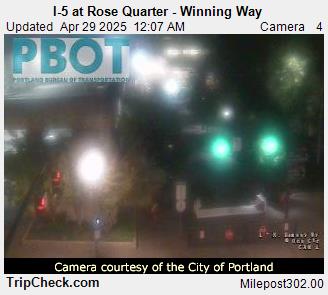 I-5 at Rose Quarter - Winning Way
Updated Apr 29 2025 12:07 AM Camera 4
PBOT
PORTLAND BUREAU OF TRANSPORTATION
Camera courtesy of the City of Portland
TripCheck.com Milepost302.00